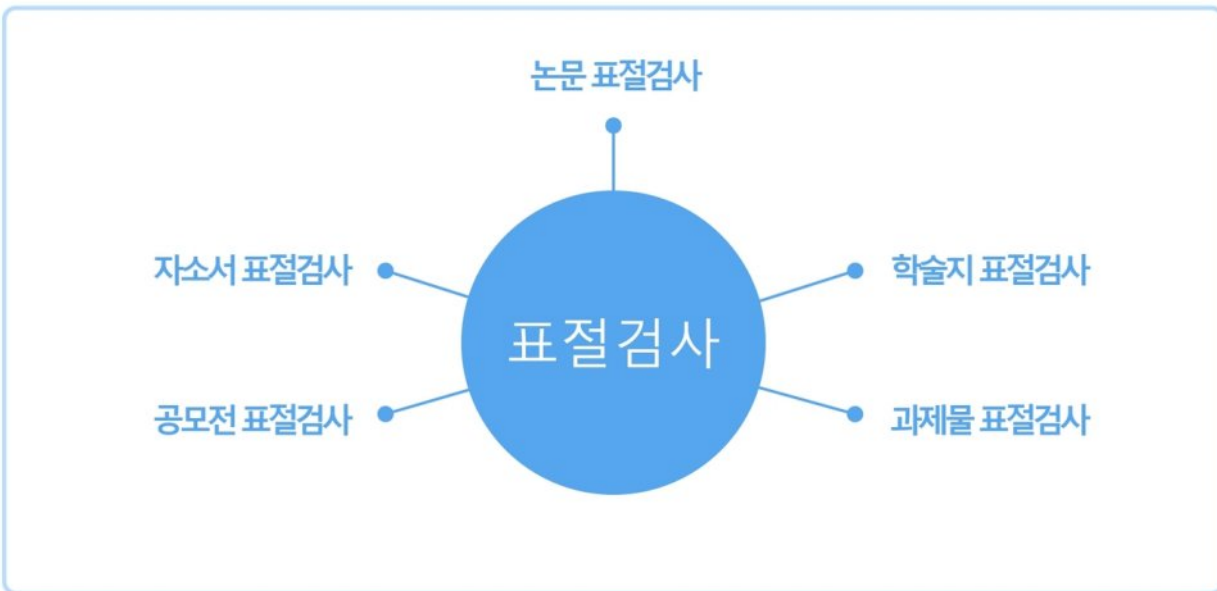 논문 표절검사
자소서 표절검사
학술지 표절검사
표절검사
공모전 표절검사
과제물 표절검사